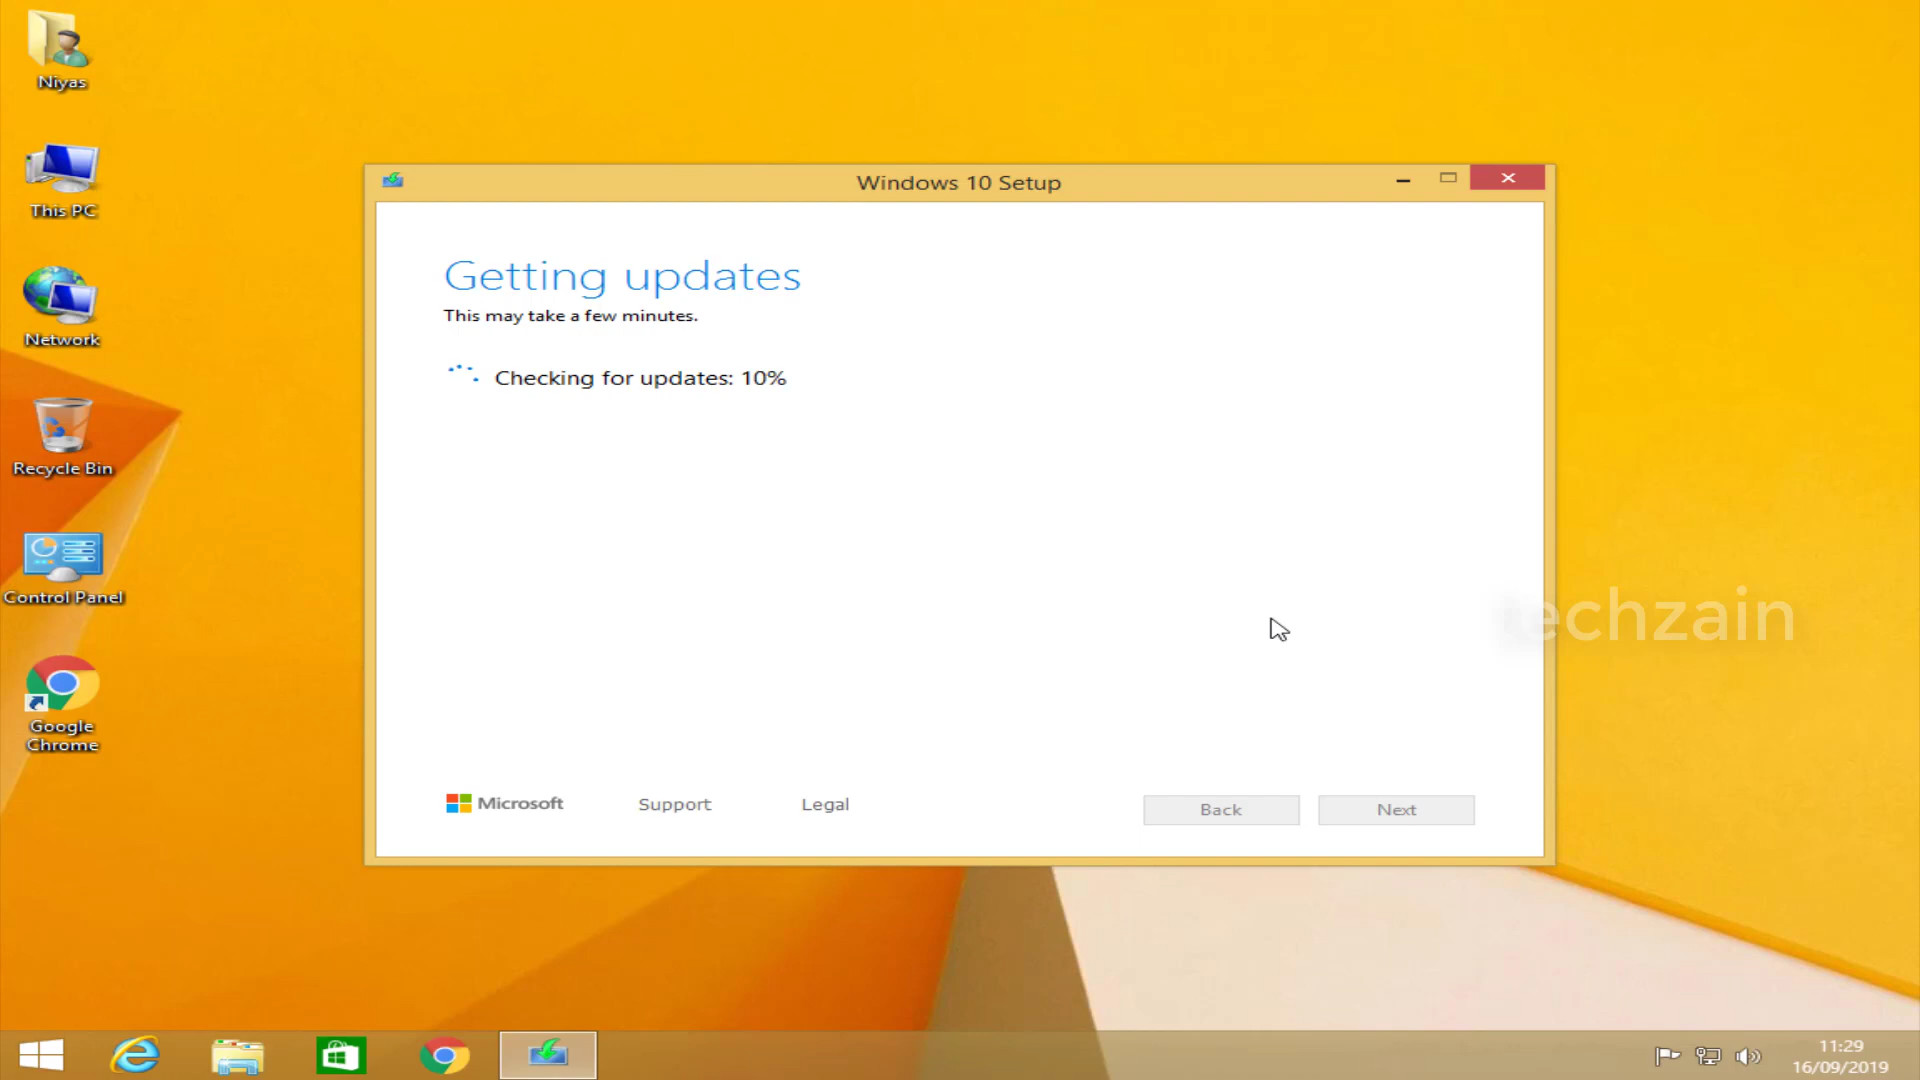 Niyas
This PC
Network
Recycle Bin
Control Panel
Google
Chrome
Windows 10 Setup
Getting updates
This may take a few minutes.
Checking for updates: 10%
techzain
Microsoft
Support
Legal
Back
Next
11:29
16/09/2019